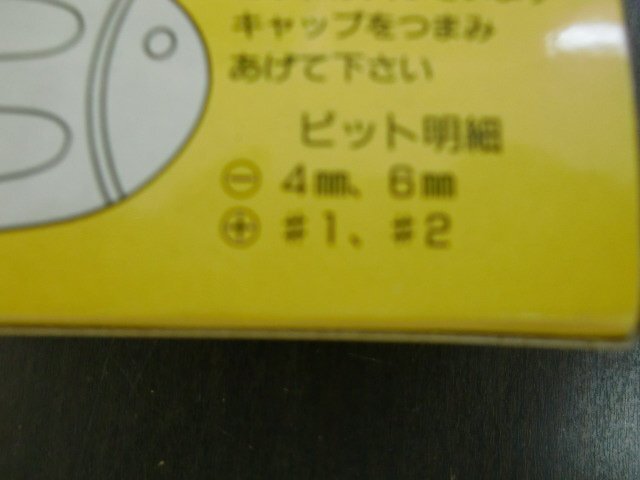 キャップをつまみ
あげて下さい
ビット明細
⊖ 4㎜、6㎜
⊕ #1、#2